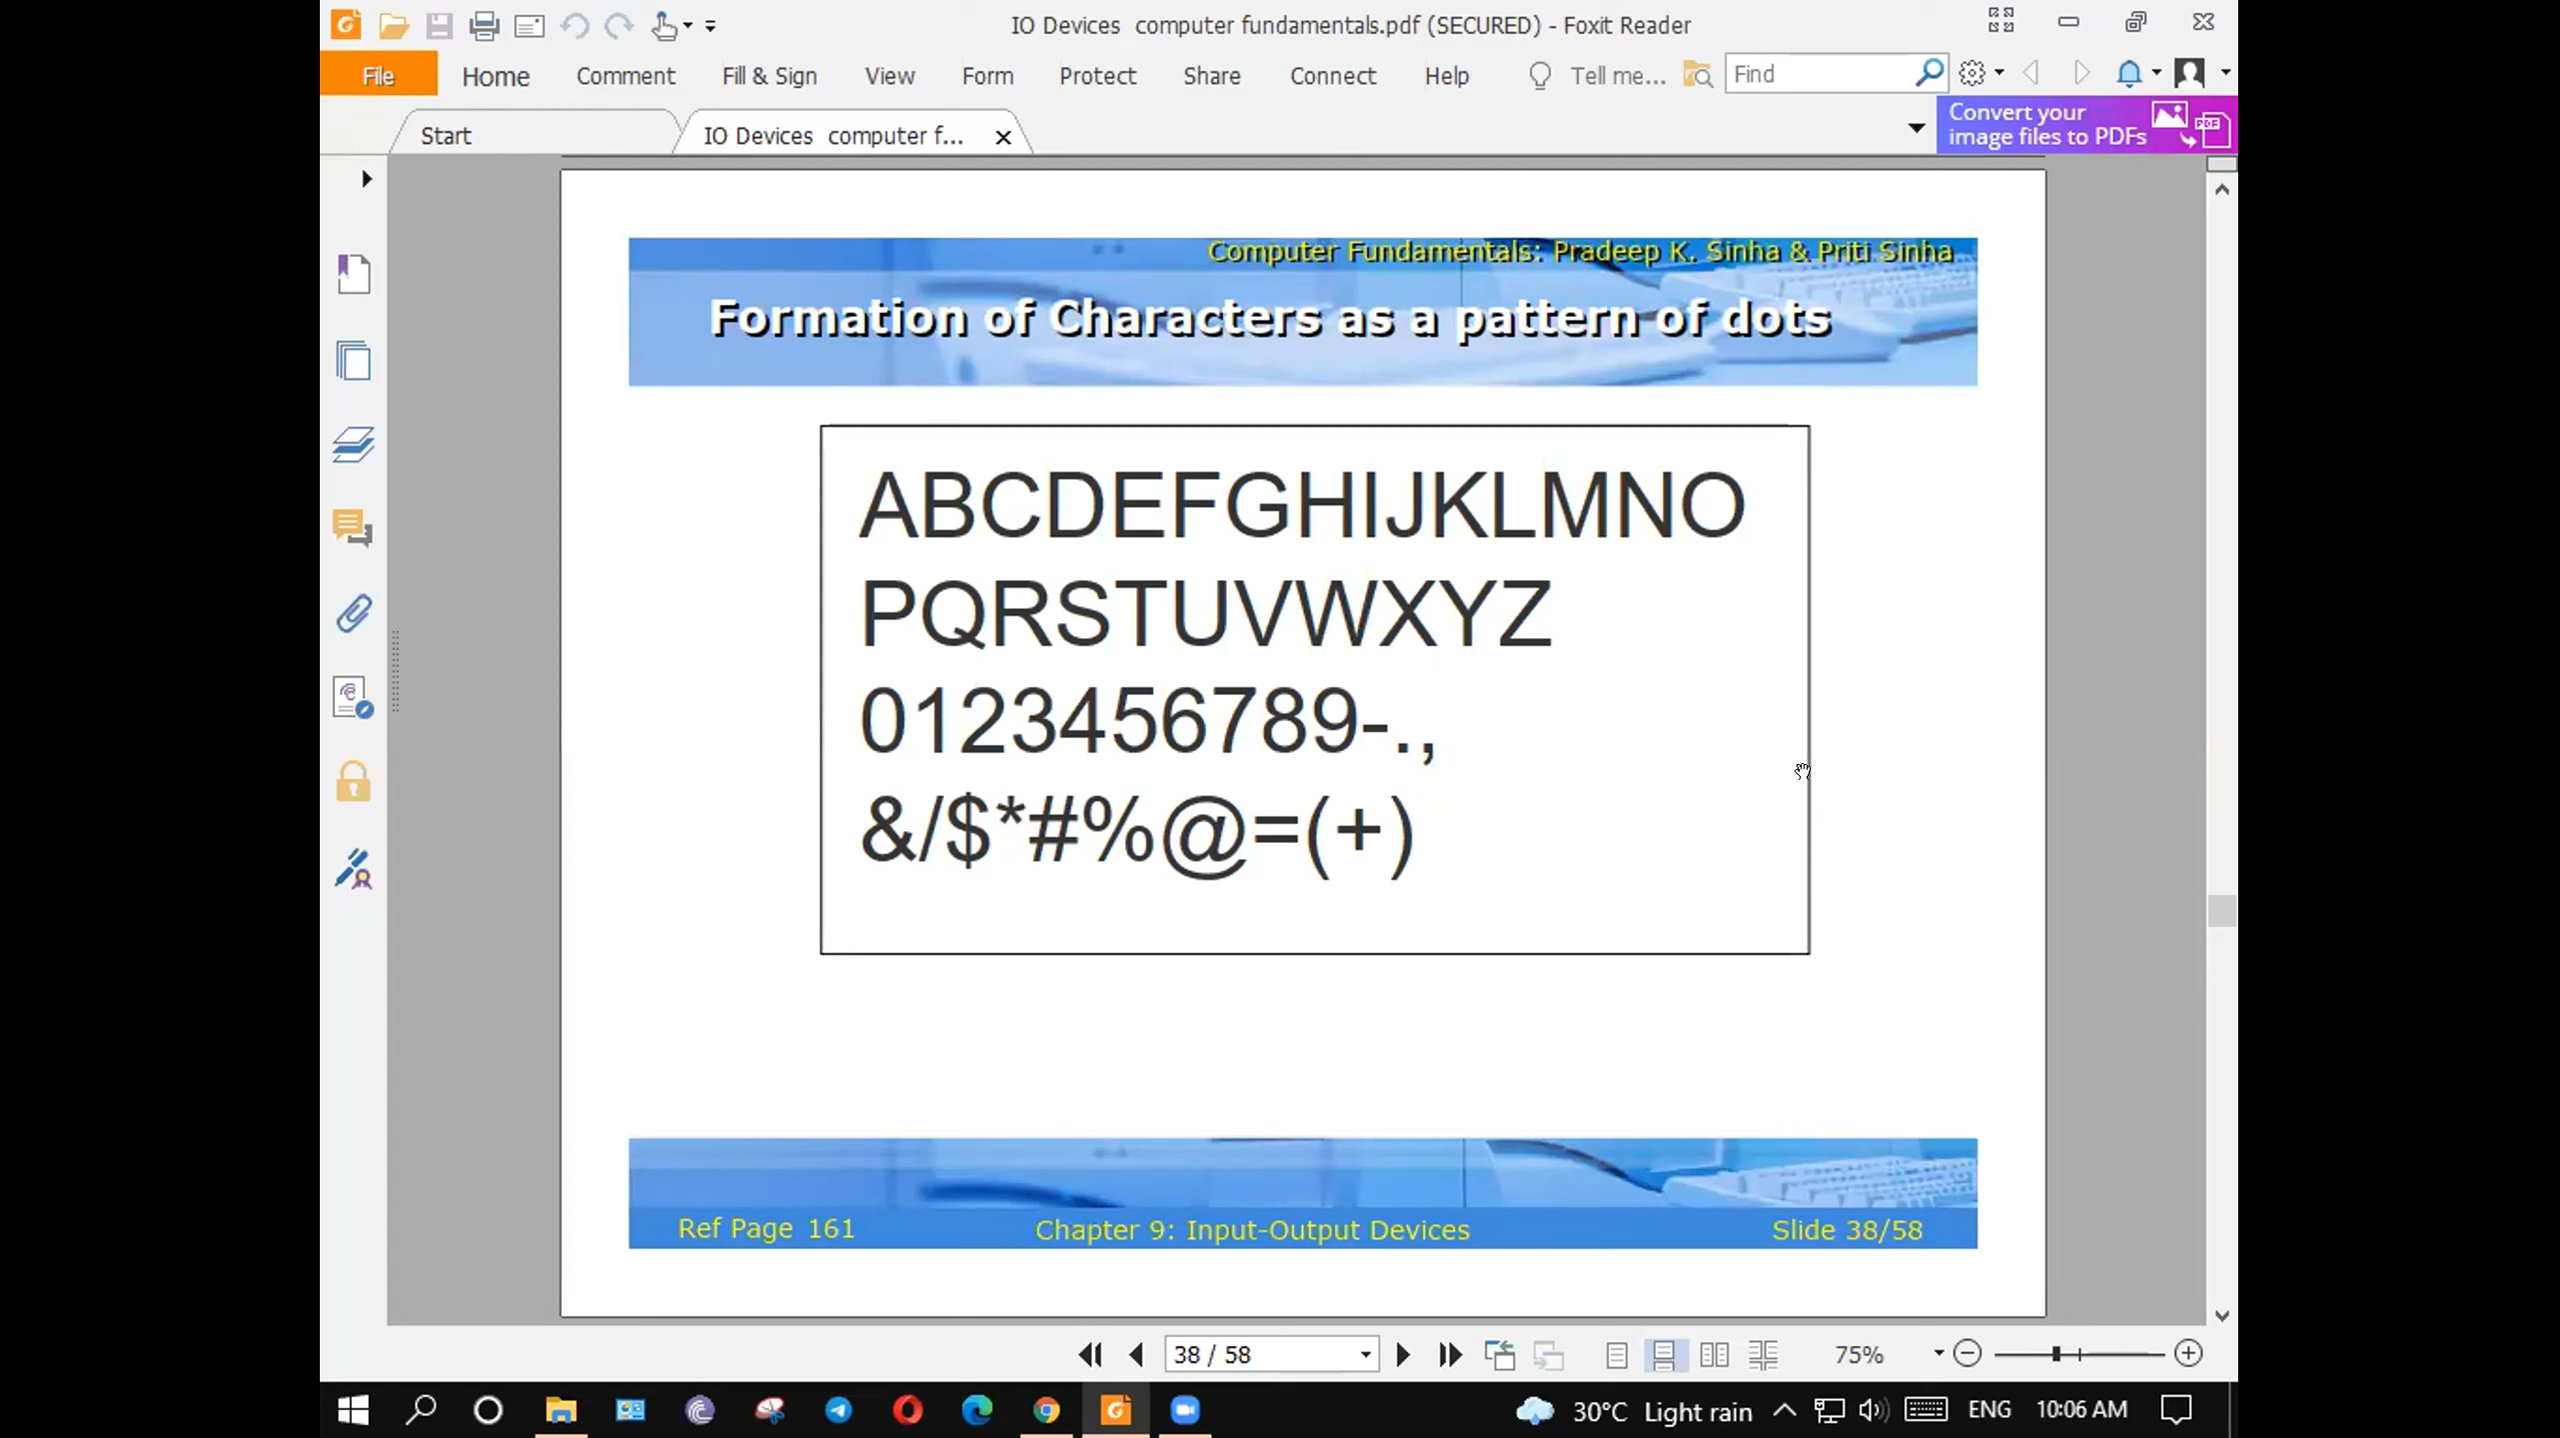 IO Devices  computer fundamentals.pdf (SECURED) - Foxit Reader
File Home Comment Fill & Sign View Form Protect Share Connect Help Tell me... Find
Start IO Devices  computer f...
Convert your
image files to PDFs
PDF
Computer Fundamentals: Pradeep K. Sinha & Priti Sinha
Formation of Characters as a pattern of dots
ABCDEFGHIJKLMNO
PQRSTUVWXYZ
0123456789-.,
&/$*#%@=(+)
Ref Page 161 Chapter 9: Input-Output Devices Slide 38/58
38 / 58 75%
30°C Light rain ENG 10:06 AM